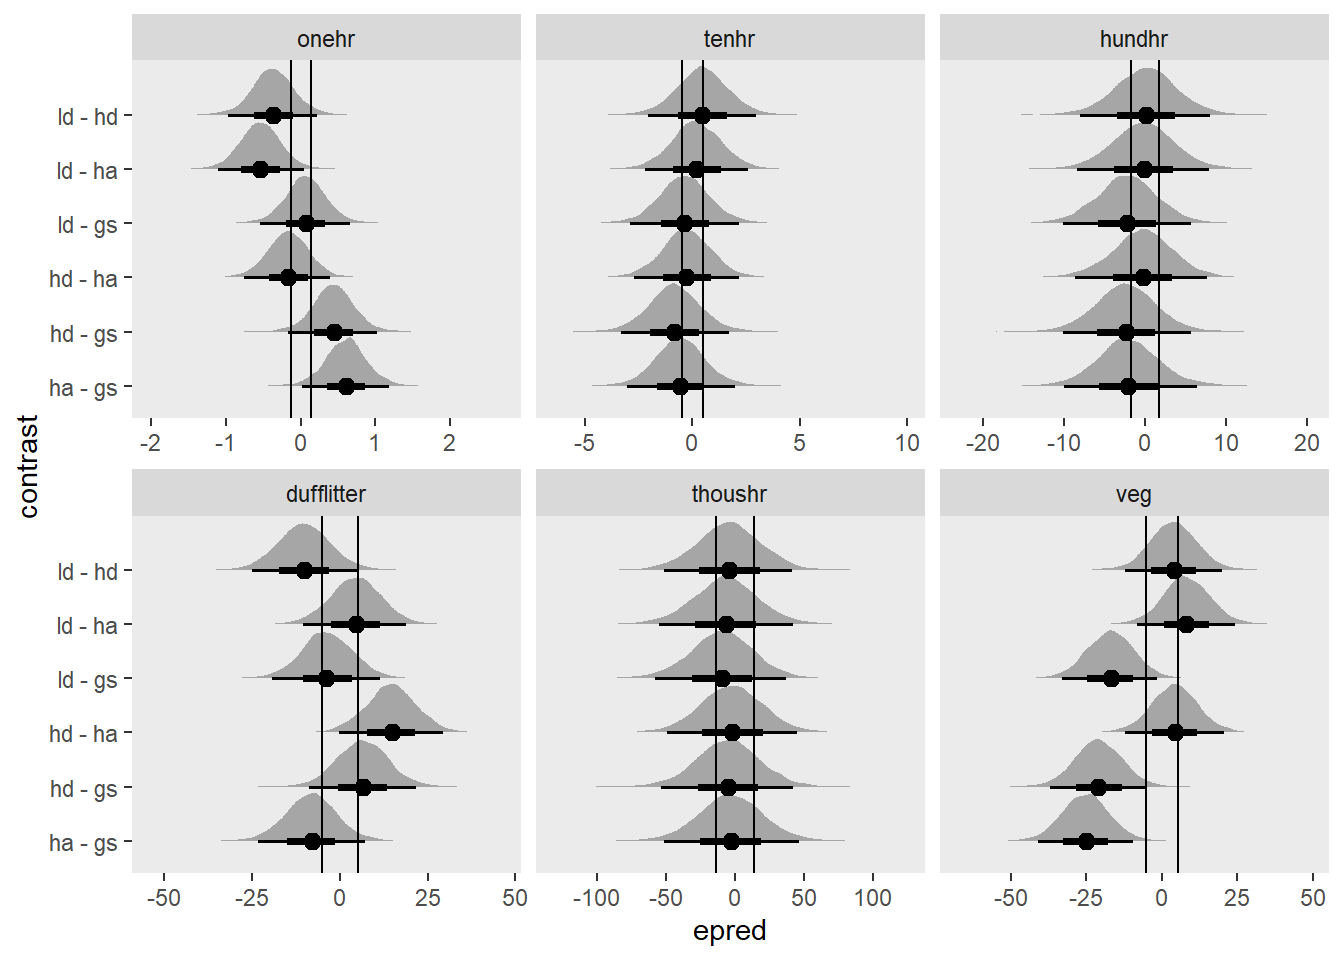 onehr tenhr hundhr
ld - hd
ld - ha
ld - gs
hd - ha
hd - gs
ha - gs
-2 -1 0 1 2 -5 0 5 10 -20 -10 0 10 20
contrast
dufflitter thoushr veg
ld - hd
ld - ha
ld - gs
hd - ha
hd - gs
ha - gs
-50 -25 0 25 50 -100 -50 0 50 100 -50 -25 0 25 50
epred